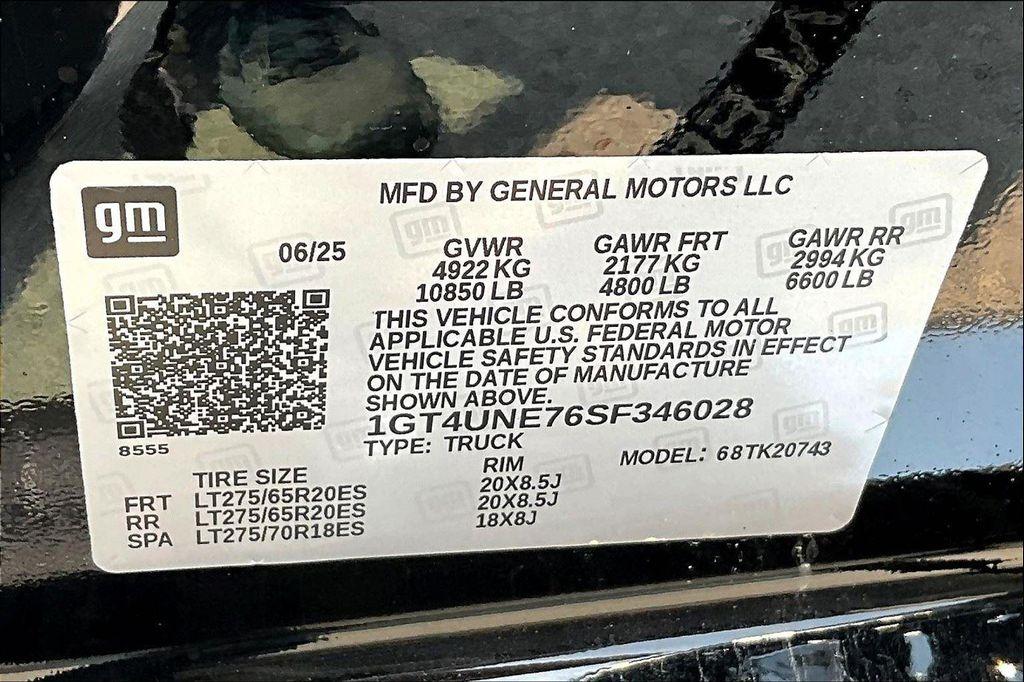 gm
MFD BY GENERAL MOTORS LLC
06/25
GVWR GAWR FRT GAWR RR
4922 KG 2177 KG 2994 KG
10850 LB 4800 LB 6600 LB
THIS VEHICLE CONFORMS TO ALL
APPLICABLE U.S. FEDERAL MOTOR
VEHICLE SAFETY STANDARDS IN EFFECT
ON THE DATE OF MANUFACTURE
SHOWN ABOVE.
1GT4UNE76SF346028
8555
TYPE: TRUCK MODEL: 68TK20743
TIRE SIZE RIM
FRT LT275/65R20ES 20X8.5J
RR LT275/65R20ES 20X8.5J
SPA LT275/70R18ES 18X8J